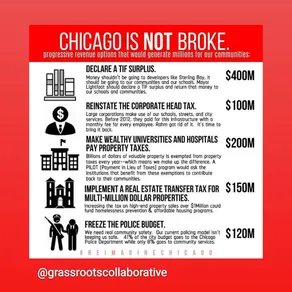 CHICAGO IS NOT BROKE.
progressive revenue options that would generate millions for our communities:
DECLARE A TIF SURPLUS.
Money shouldn't be going to developers like Sterling Bay, it
should be going to our communities and our schools. Mayor
Lightfoot should declare a TIF surplus and return that money to
our schools and communities.
$400M
REINSTATE THE CORPORATE HEAD TAX.
Large corporations make use of our schools, streets, and city
services. Before 2012, they paid for this infrastructure with a
monthly fee for every employee. Rahm got rid of it. It's time to
bring it back.
$100M
MAKE WEALTHY UNIVERSITIES AND HOSPITALS
PAY PROPERTY TAXES.
Billions of dollars of valuable property is exempted from property
taxes every year—which means we make up the difference. A
PILOT (Payment in Lieu of Taxes) program would ask the
institutions that benefit from these exemptions to contribute
back to their communities.
$200M
IMPLEMENT A REAL ESTATE TRANSFER TAX FOR
MULTI-MILLION DOLLAR PROPERTIES.
Increasing the tax on high-end property sales over $1Million could
fund homelessness prevention & affordable housing programs.
$150M
FREEZE THE POLICE BUDGET.
We need real community safety. Our current policing model isn't
keeping us safe. 41% of the city budget goes to the Chicago
Police Department while only 8% goes to community services.
$120M
#REIMAGINECHICAGO
@grassrootscollaborative